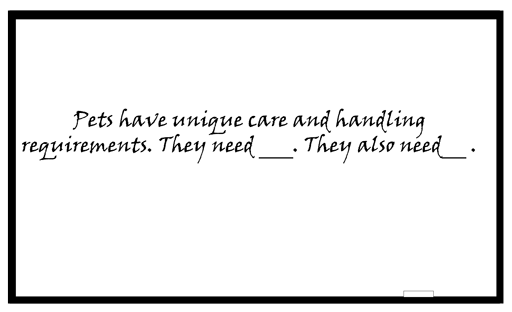 Pets have unique care and handling
requirements. They need ___. They also need__ .